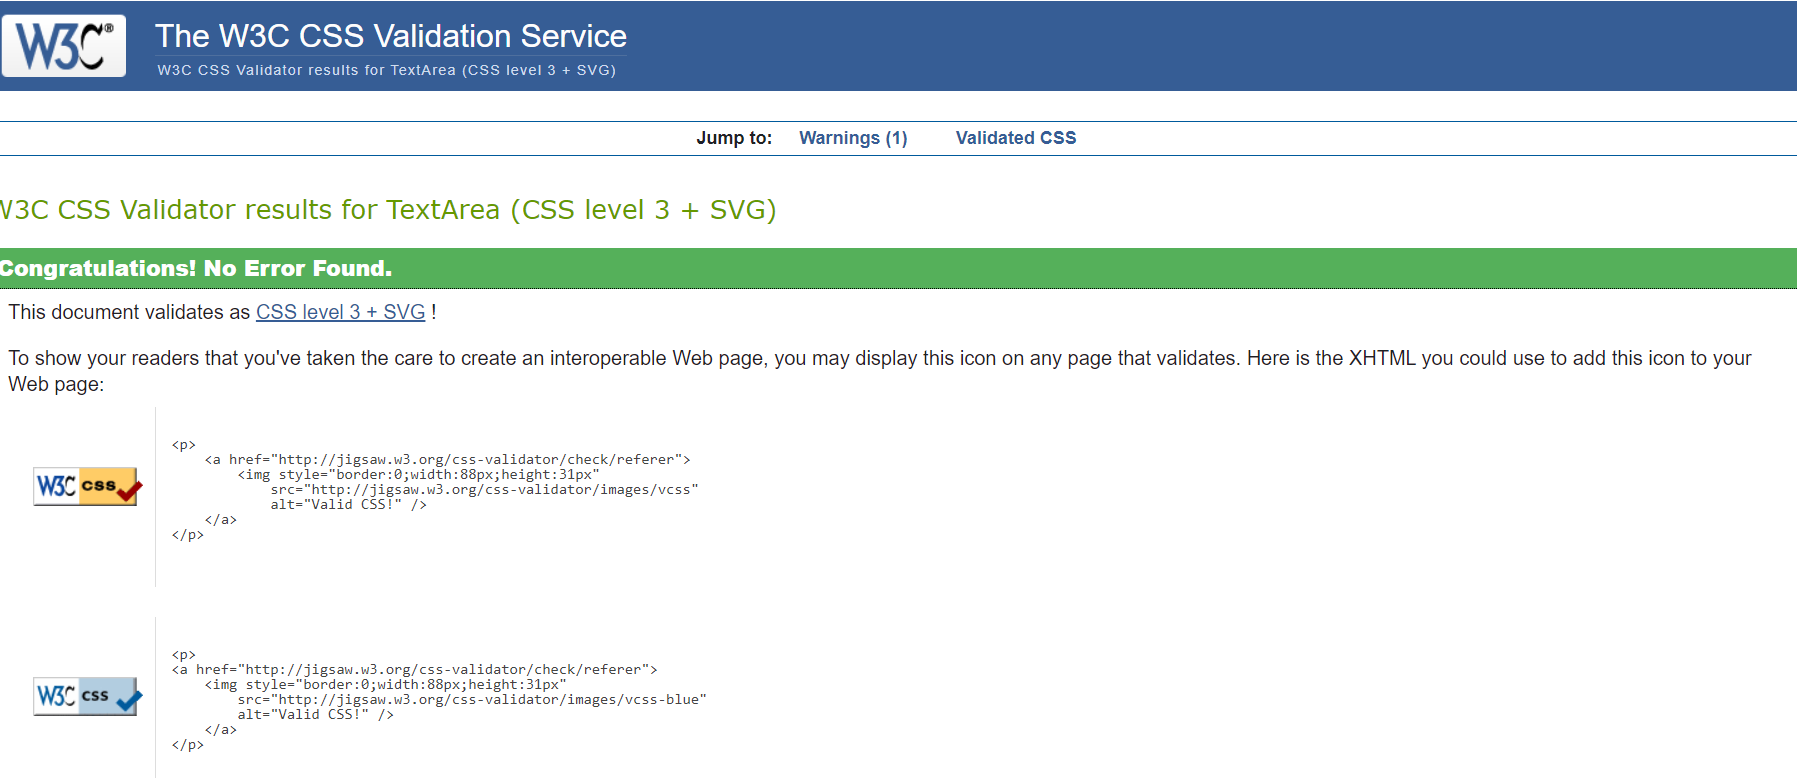 W3C®
The W3C CSS Validation Service
W3C CSS Validator results for TextArea (CSS level 3 + SVG)
Jump to: Warnings (1) Validated CSS
W3C CSS Validator results for TextArea (CSS level 3 + SVG)
Congratulations! No Error Found.
This document validates as CSS level 3 + SVG !
To show your readers that you've taken the care to create an interoperable Web page, you may display this icon on any page that validates. Here is the XHTML you could use to add this icon to your
Web page:
W3C css
<p>
    <a href="http://jigsaw.w3.org/css-validator/check/referer">
        <img style="border:0;width:88px;height:31px"
            src="http://jigsaw.w3.org/css-validator/images/vcss"
            alt="Valid CSS!" />
    </a>
</p>
W3C css
<p>
<a href="http://jigsaw.w3.org/css-validator/check/referer">
    <img style="border:0;width:88px;height:31px"
        src="http://jigsaw.w3.org/css-validator/images/vcss-blue"
        alt="Valid CSS!" />
    </a>
</p>